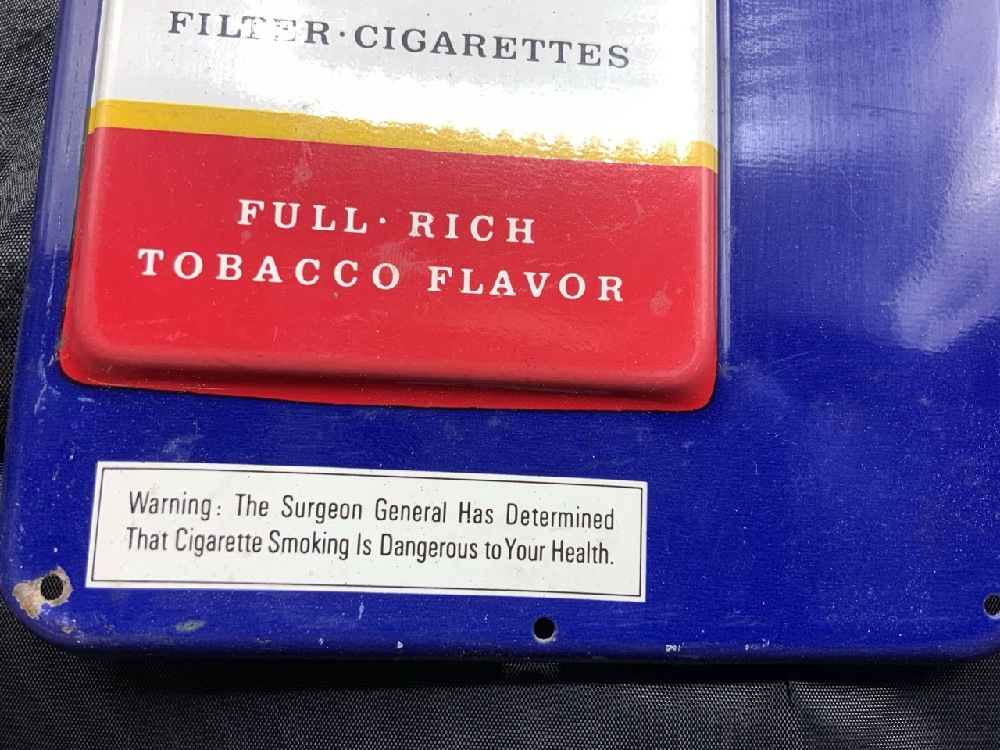 FILTER·CIGARETTES
FULL· RICH
TOBACCO FLAVOR
Warning: The Surgeon General Has Determined
That Cigarette Smoking Is Dangerous to Your Health.